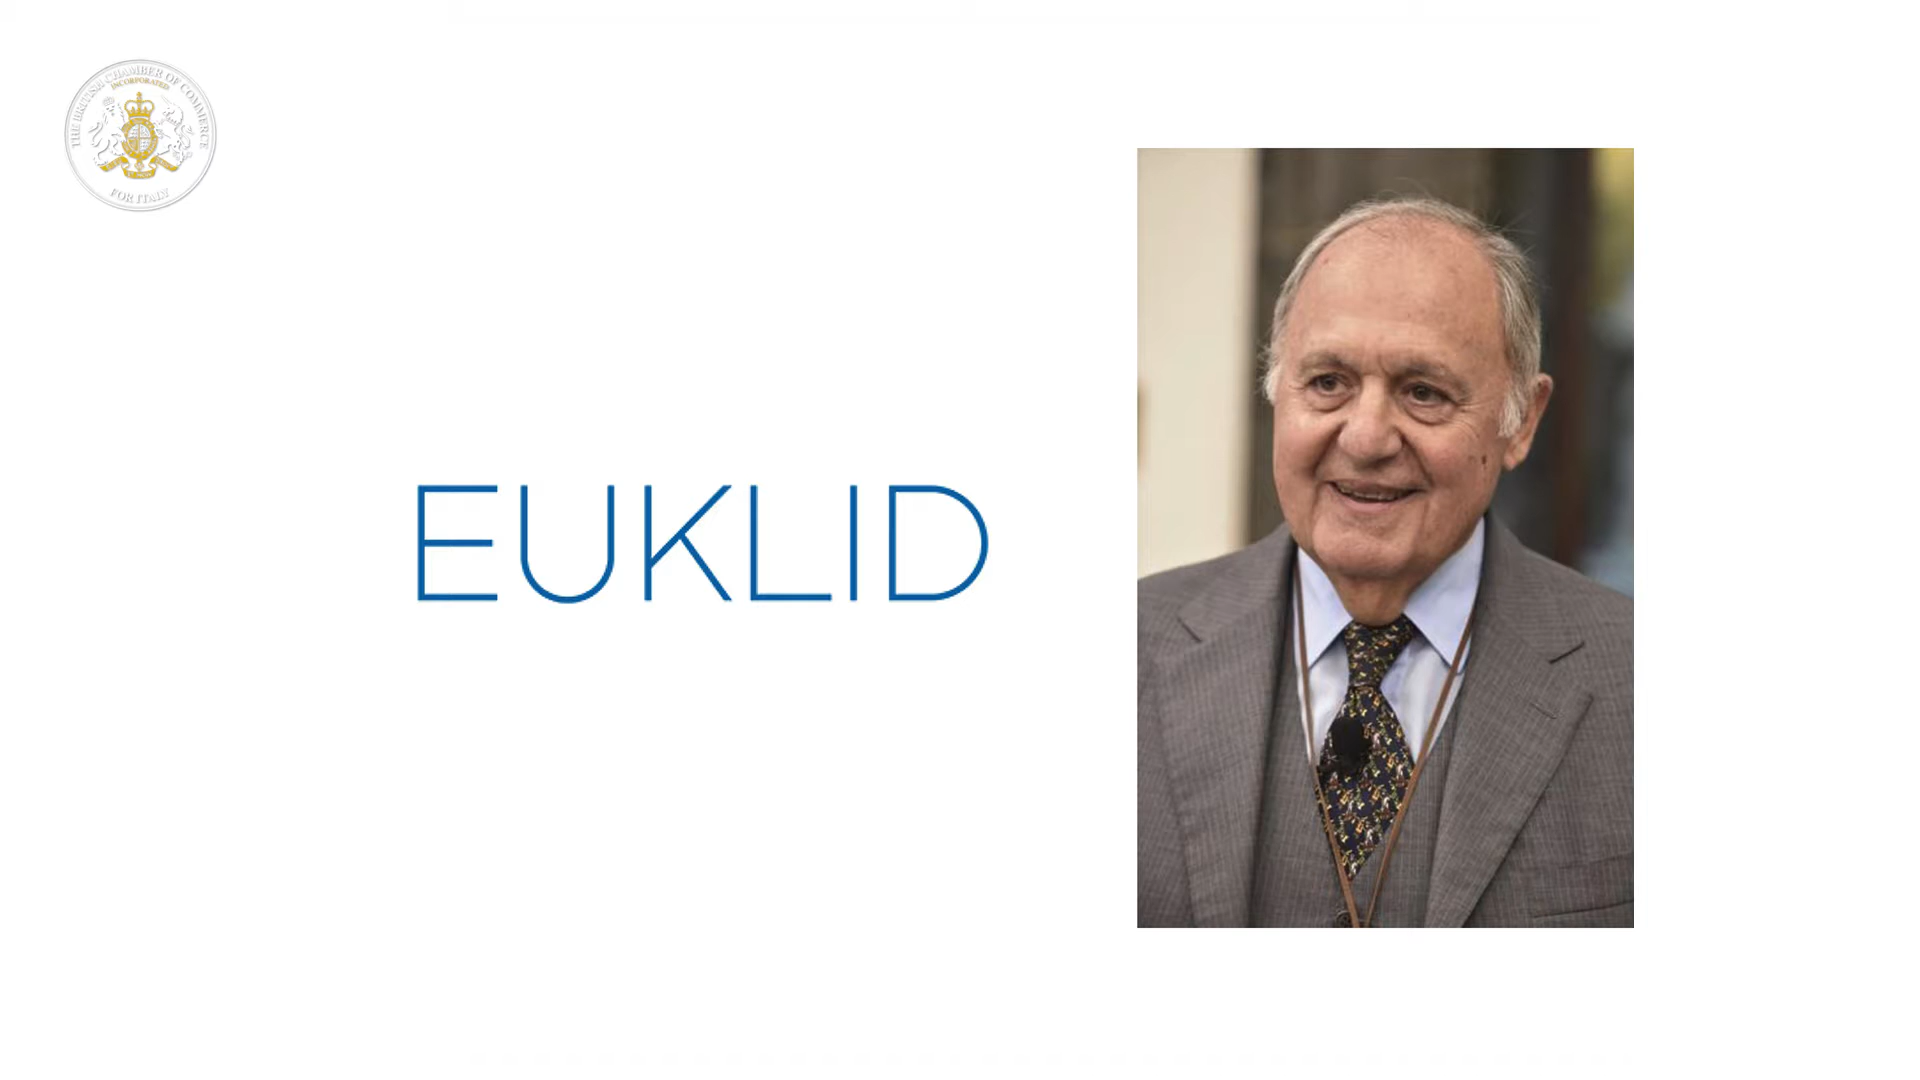 THE BRITISH CHAMBER OF COMMERCE
INCORPORATED
FOR ITALY
EUKLID